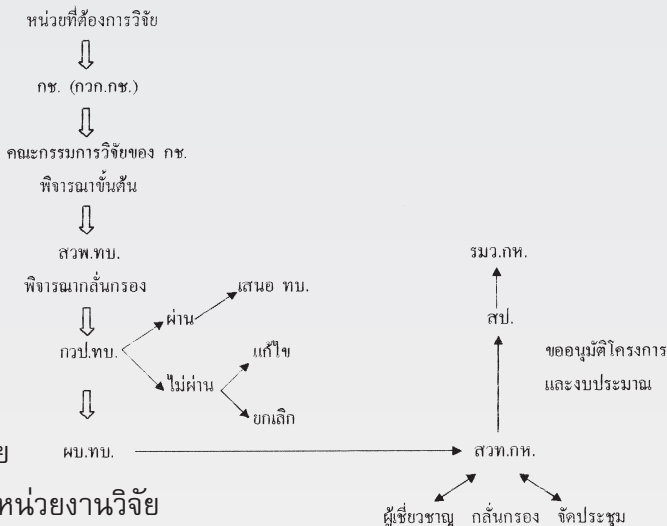 หน่วยที่ต้องการวิจัย
กช. (กวก.กช.)
คณะกรรมการวิจัยของ กช.
พิจารณาขั้นต้น
สวพ.ทบ.
พิจารณากลั่นกรอง
กวป.ทบ.
ผ่าน
เสนอ ทบ.
ไม่ผ่าน
แก้ไข
ยกเลิก
ผบ.ทบ.
รมว.กห.
สป.
ขออนุมัติโครงการ
และงบประมาณ
สวท.กห.
ผู้เชี่ยวชาญ กลั่นกรอง จัดประชุม
ย
หน่วยงานวิจัย